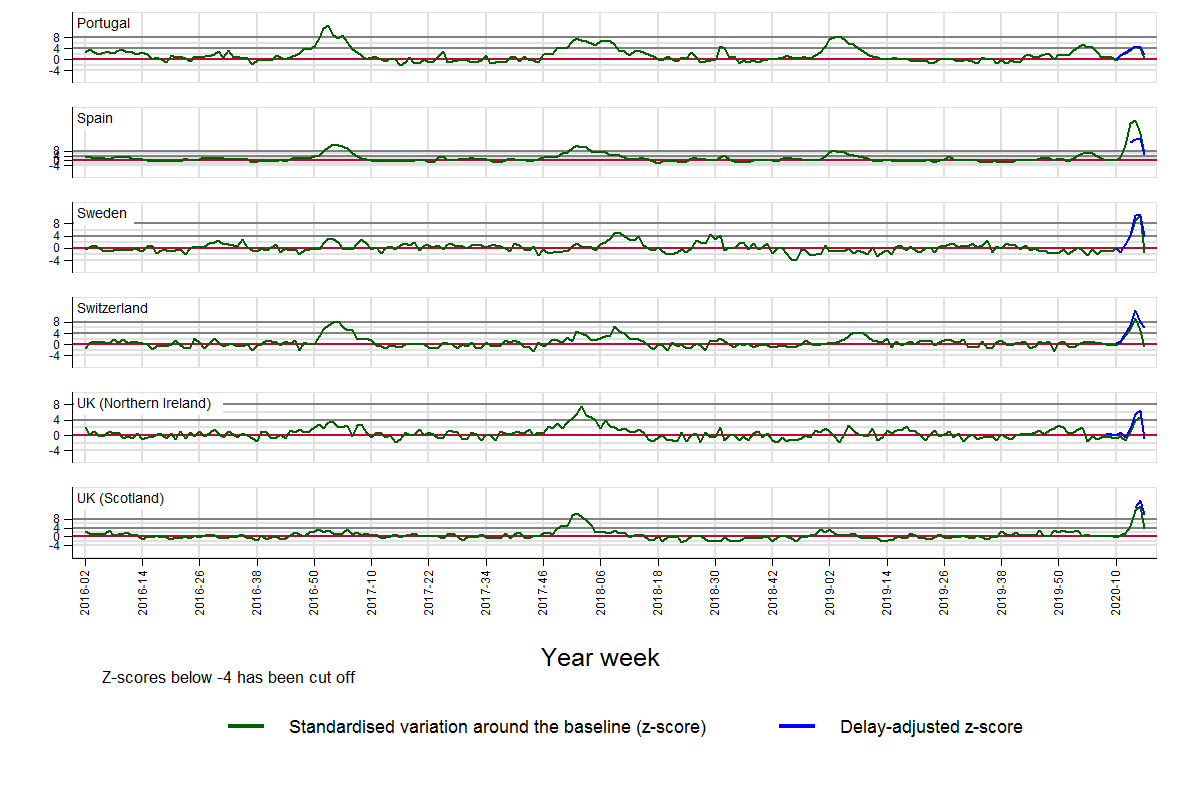 Portugal
8
4
0
-4
Spain
8
4
0
-4
Sweden
8
4
0
-4
Switzerland
8
4
0
-4
UK (Northern Ireland)
8
4
0
-4
UK (Scotland)
8
4
0
-4
2016-02 2016-14 2016-26 2016-38 2016-50 2017-10 2017-22 2017-34 2017-46 2018-06 2018-18 2018-30 2018-42 2019-02 2019-14 2019-26 2019-38 2019-50 2020-10
Year week
Z-scores below -4 has been cut off
Standardised variation around the baseline (z-score) Delay-adjusted z-score